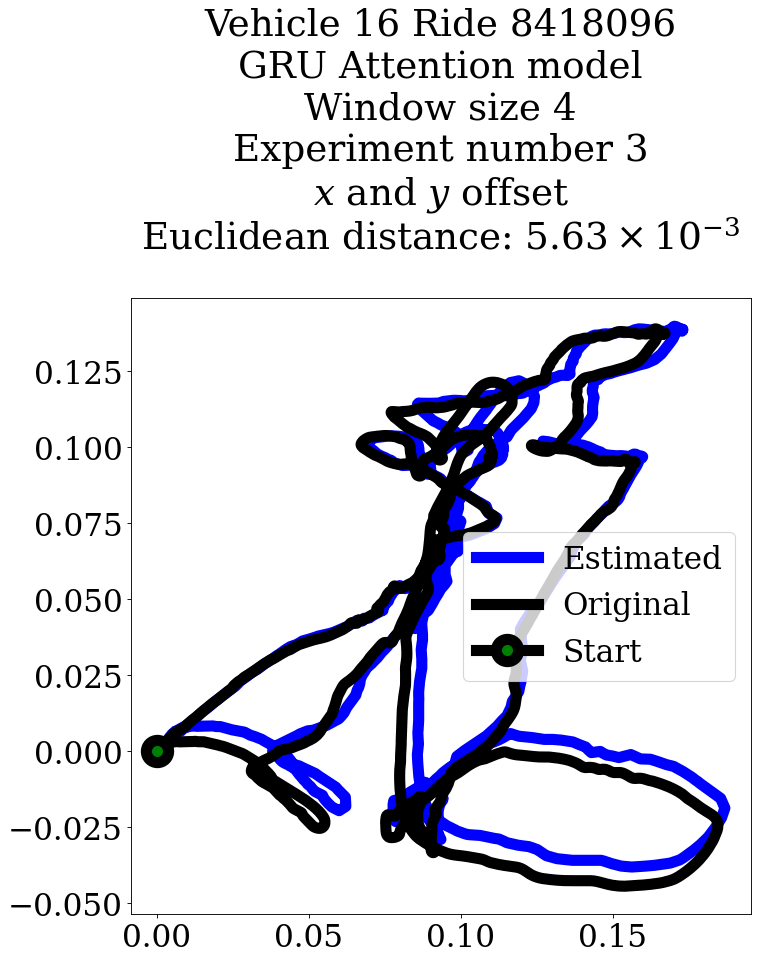 Vehicle 16 Ride 8418096
GRU Attention model
Window size 4
Experiment number 3
x and y offset
Euclidean distance: 5.63 × 10⁻³
0.125
0.100
0.075
0.050
0.025
0.000
−0.025
−0.050
Estimated
Original
Start
0.00 0.05 0.10 0.15